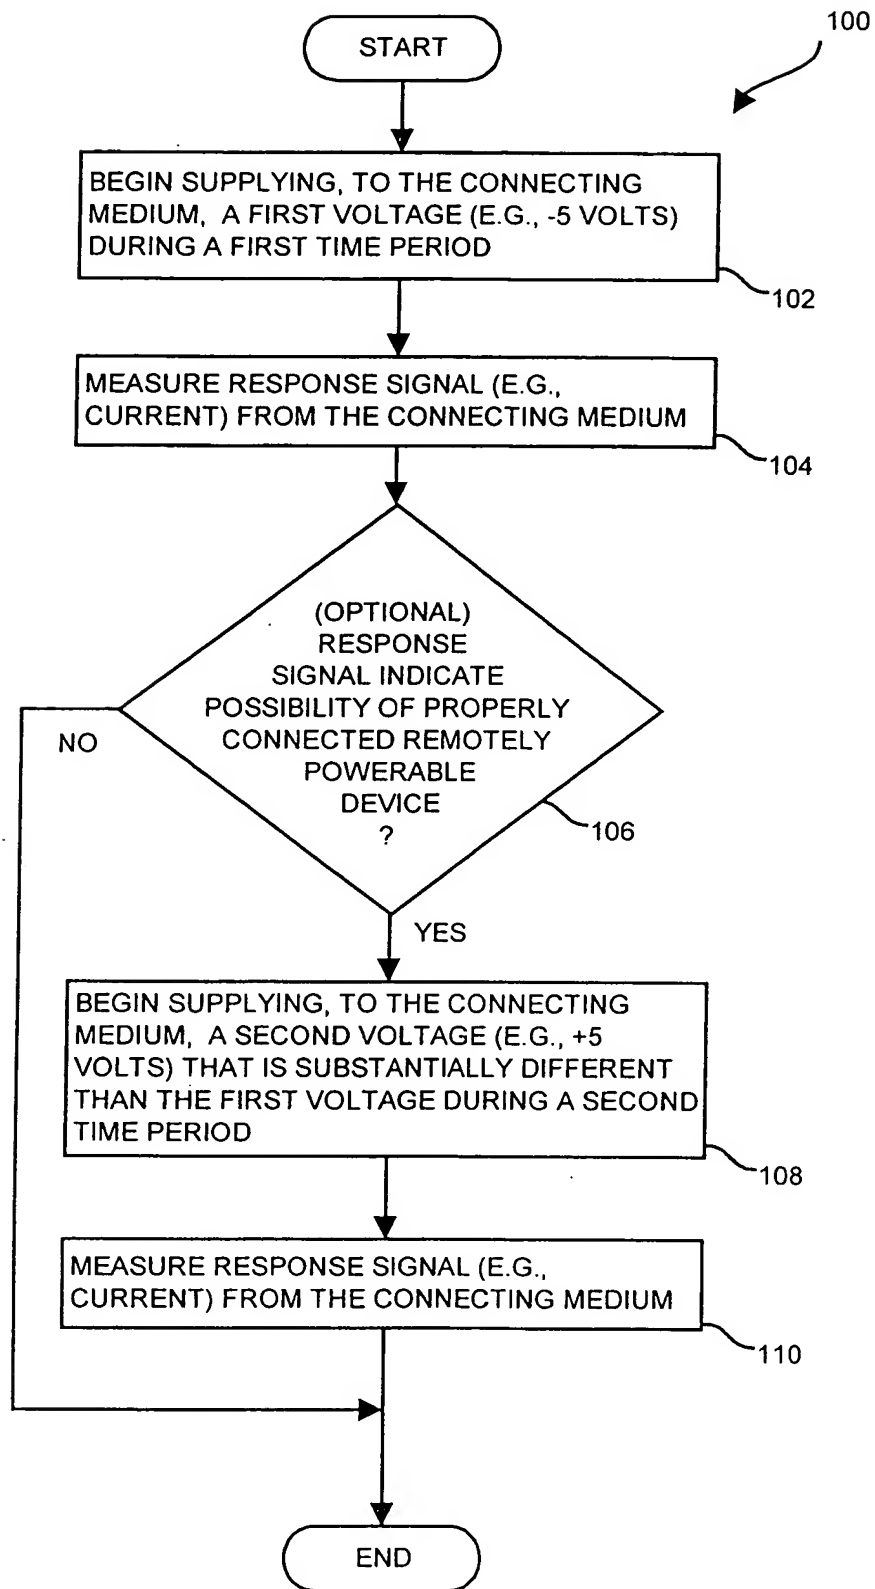 START
100
BEGIN SUPPLYING, TO THE CONNECTING
MEDIUM, A FIRST VOLTAGE (E.G., -5 VOLTS)
DURING A FIRST TIME PERIOD
102
MEASURE RESPONSE SIGNAL (E.G.,
CURRENT) FROM THE CONNECTING MEDIUM
104
(OPTIONAL)
RESPONSE
SIGNAL INDICATE
POSSIBILITY OF PROPERLY
CONNECTED REMOTELY
POWERABLE
DEVICE
?
NO
106
YES
BEGIN SUPPLYING, TO THE CONNECTING
MEDIUM, A SECOND VOLTAGE (E.G., +5
VOLTS) THAT IS SUBSTANTIALLY DIFFERENT
THAN THE FIRST VOLTAGE DURING A SECOND
TIME PERIOD
108
MEASURE RESPONSE SIGNAL (E.G.,
CURRENT) FROM THE CONNECTING MEDIUM
110
END